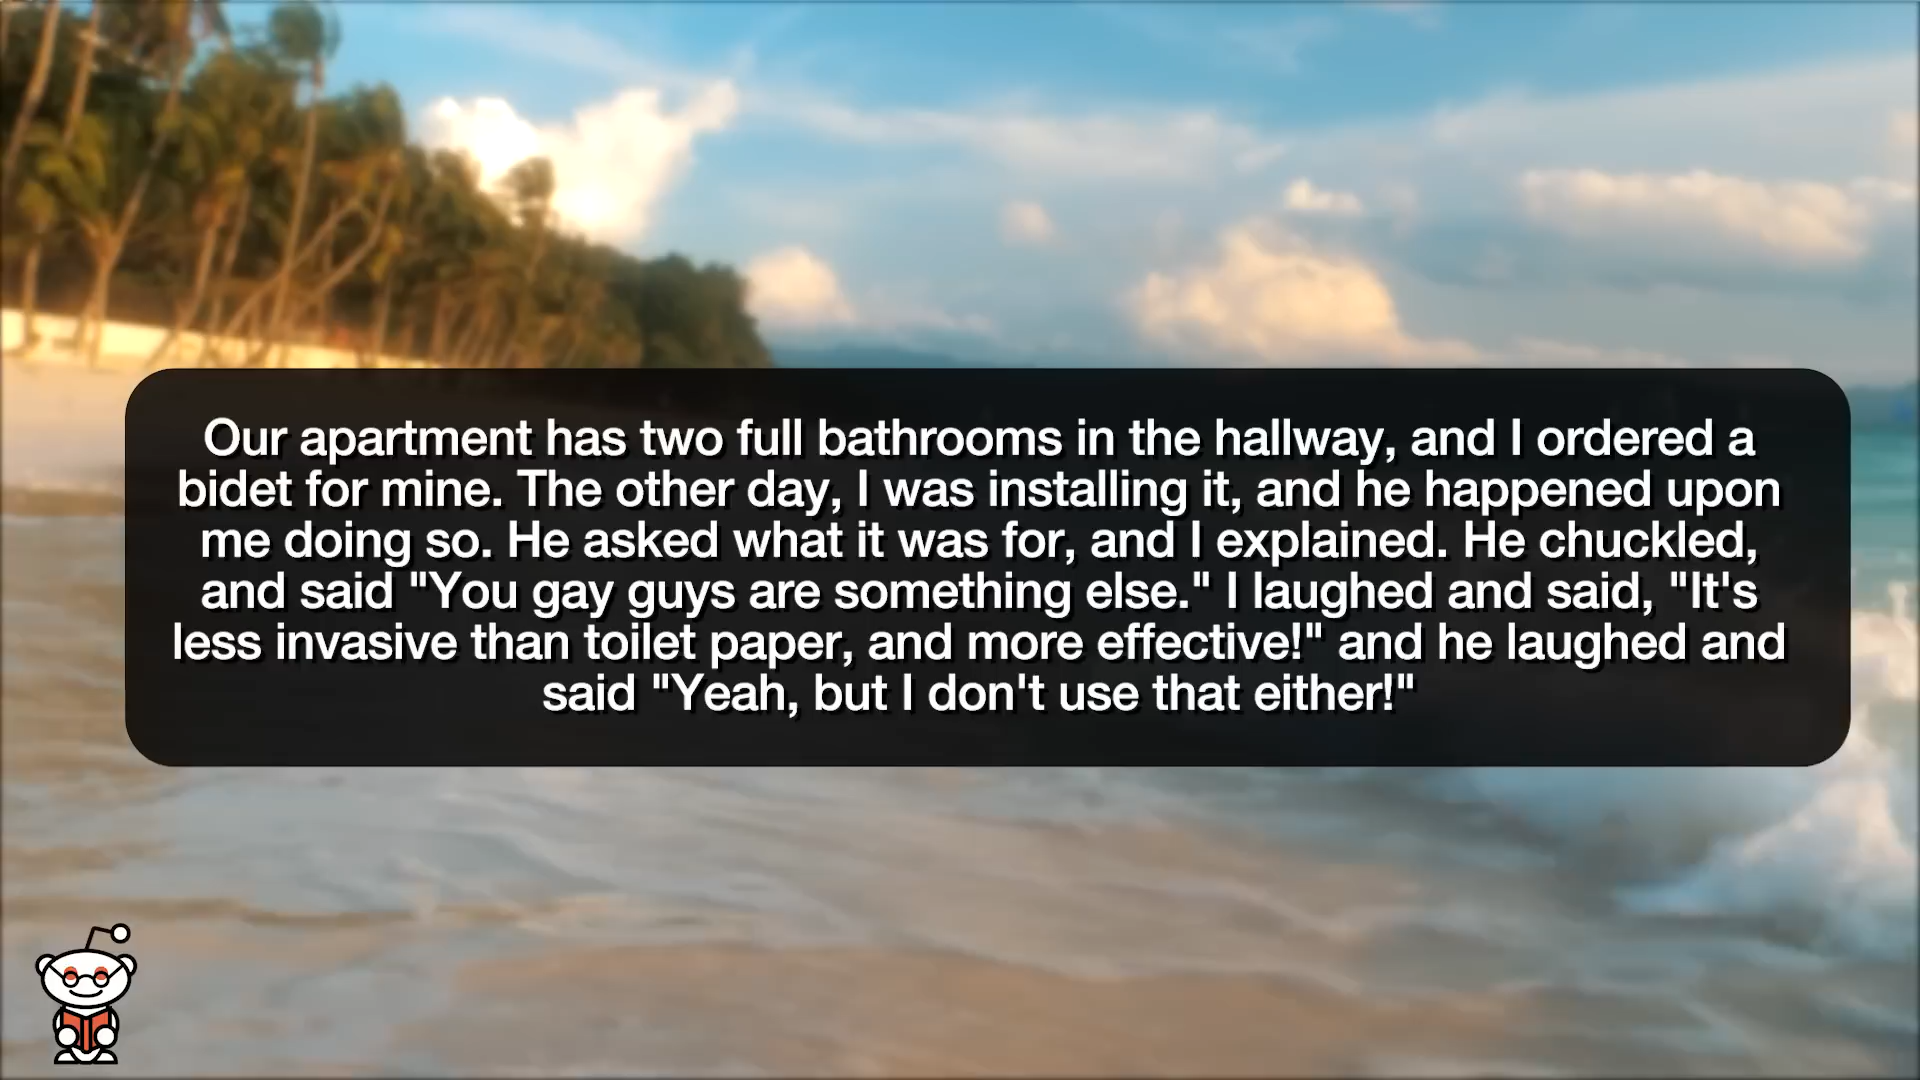 Our apartment has two full bathrooms in the hallway, and I ordered a
bidet for mine. The other day, I was installing it, and he happened upon
me doing so. He asked what it was for, and I explained. He chuckled,
and said "You gay guys are something else." I laughed and said, "It's
less invasive than toilet paper, and more effective!" and he laughed and
said "Yeah, but I don't use that either!"